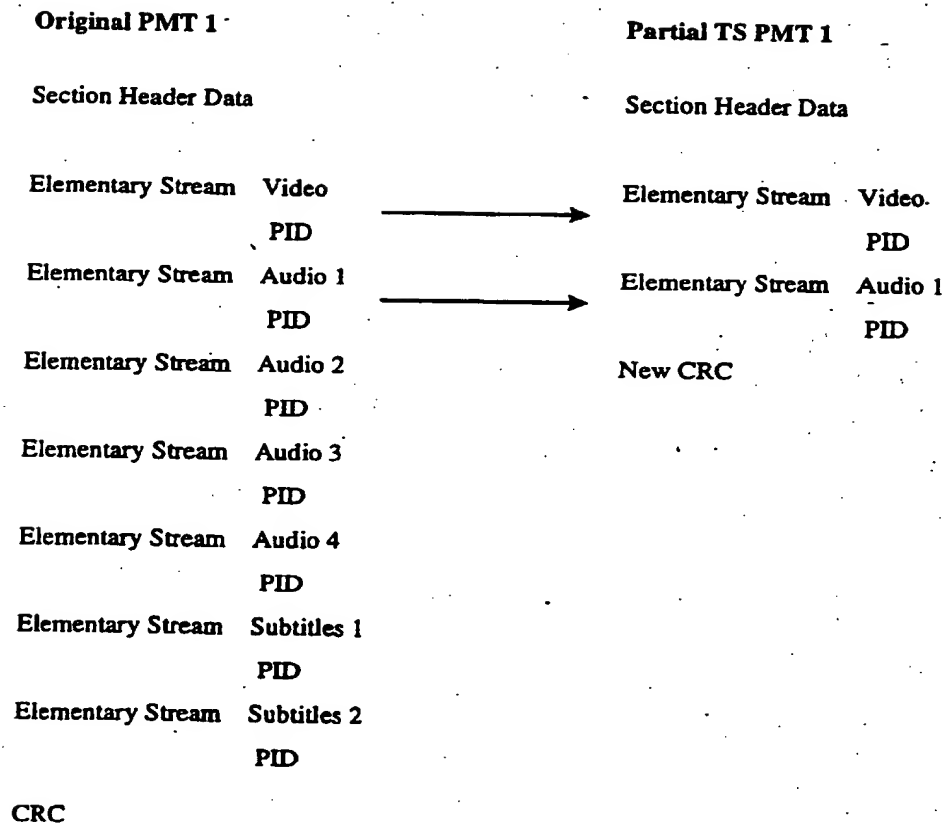 Original PMT 1
Section Header Data
Elementary Stream Video
PID
Elementary Stream Audio 1
PID
Elementary Stream Audio 2
PID
Elementary Stream Audio 3
PID
Elementary Stream Audio 4
PID
Elementary Stream Subtitles 1
PID
Elementary Stream Subtitles 2
PID
CRC
Partial TS PMT 1
Section Header Data
Elementary Stream Video
PID
Elementary Stream Audio 1
PID
New CRC